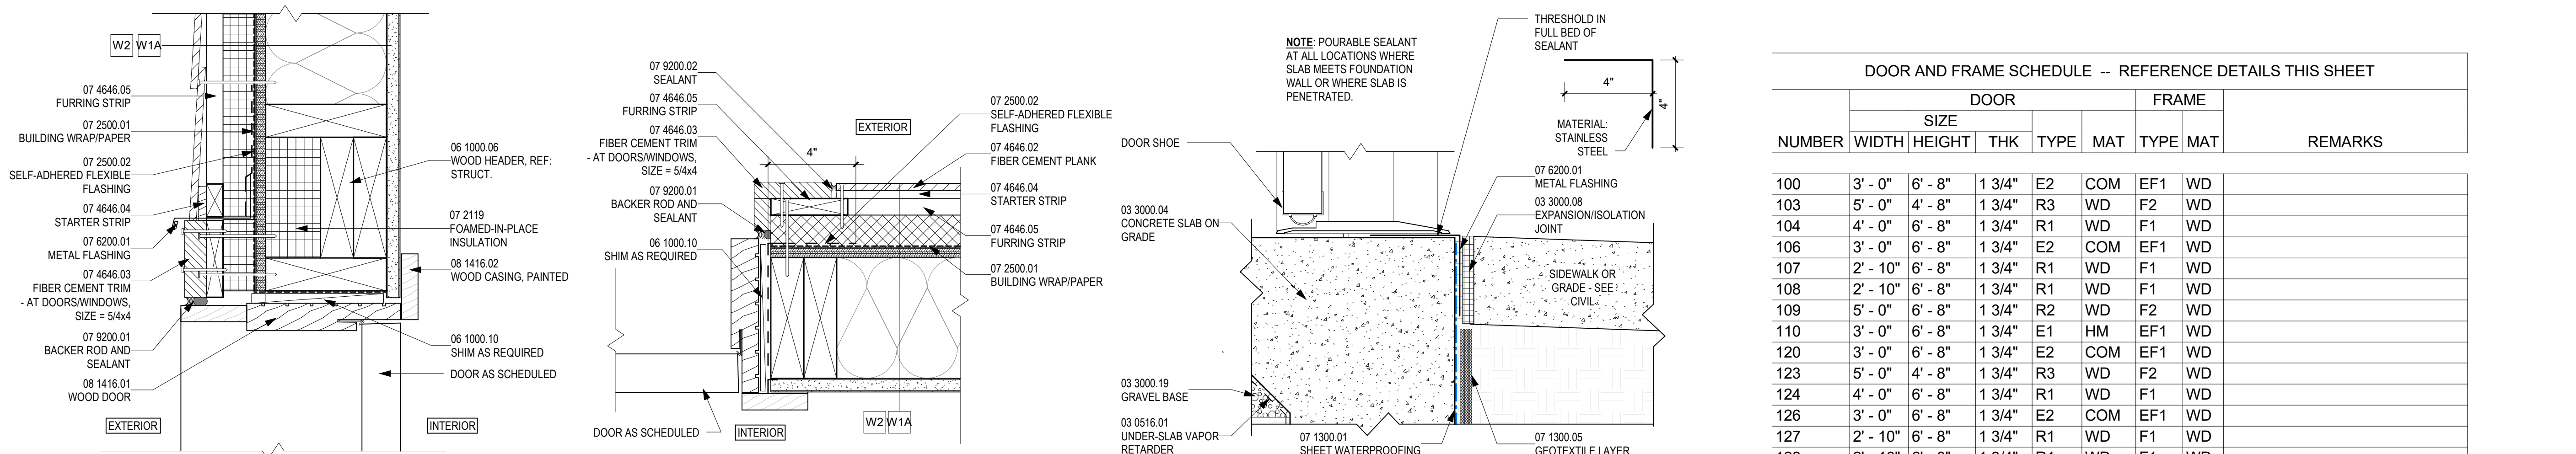 W2 W1A
07 4646.05
FURRING STRIP
07 2500.01
BUILDING WRAP/PAPER
07 2500.02
SELF-ADHERED FLEXIBLE
FLASHING
07 4646.04
STARTER STRIP
07 6200.01
METAL FLASHING
07 4646.03
FIBER CEMENT TRIM
- AT DOORS/WINDOWS,
SIZE = 5/4x4
07 9200.01
BACKER ROD AND
SEALANT
08 1416.01
WOOD DOOR
EXTERIOR
06 1000.06
WOOD HEADER, REF:
STRUCT.
07 2119
FOAMED-IN-PLACE
INSULATION
08 1416.02
WOOD CASING, PAINTED
06 1000.10
SHIM AS REQUIRED
DOOR AS SCHEDULED
INTERIOR
07 9200.02
SEALANT
07 4646.05
FURRING STRIP
07 4646.03
FIBER CEMENT TRIM
- AT DOORS/WINDOWS,
SIZE = 5/4x4
07 9200.01
BACKER ROD AND
SEALANT
06 1000.10
SHIM AS REQUIRED
DOOR AS SCHEDULED
INTERIOR
4"
EXTERIOR
07 2500.02
SELF-ADHERED FLEXIBLE
FLASHING
07 4646.02
FIBER CEMENT PLANK
07 4646.04
STARTER STRIP
07 4646.05
FURRING STRIP
07 2500.01
BUILDING WRAP/PAPER
W2 W1A
NOTE: POURABLE SEALANT
AT ALL LOCATIONS WHERE
SLAB MEETS FOUNDATION
WALL OR WHERE SLAB IS
PENETRATED.
THRESHOLD IN
FULL BED OF
SEALANT
4"
4"
MATERIAL:
STAINLESS
STEEL
DOOR SHOE
03 3000.04
CONCRETE SLAB ON
GRADE
07 6200.01
METAL FLASHING
03 3000.08
EXPANSION/ISOLATION
JOINT
SIDEWALK OR
GRADE - SEE
CIVIL
03 3000.19
GRAVEL BASE
03 0516.01
UNDER-SLAB VAPOR
RETARDER
07 1300.01
SHEET WATERPROOFING
07 1300.05
GEOTEXTILE LAYER
DOOR AND FRAME SCHEDULE -- REFERENCE DETAILS THIS SHEET
DOOR FRAME
SIZE
NUMBER WIDTH HEIGHT THK TYPE MAT TYPE MAT REMARKS
100 3' - 0" 6' - 8" 1 3/4" E2 COM EF1 WD
103 5' - 0" 4' - 8" 1 3/4" R3 WD F2 WD
104 4' - 0" 6' - 8" 1 3/4" R1 WD F1 WD
106 3' - 0" 6' - 8" 1 3/4" E2 COM EF1 WD
107 2' - 10" 6' - 8" 1 3/4" R1 WD F1 WD
108 2' - 10" 6' - 8" 1 3/4" R1 WD F1 WD
109 5' - 0" 6' - 8" 1 3/4" R2 WD F2 WD
110 3' - 0" 6' - 8" 1 3/4" E1 HM EF1 WD
120 3' - 0" 6' - 8" 1 3/4" E2 COM EF1 WD
123 5' - 0" 4' - 8" 1 3/4" R3 WD F2 WD
124 4' - 0" 6' - 8" 1 3/4" R1 WD F1 WD
126 3' - 0" 6' - 8" 1 3/4" E2 COM EF1 WD
127 2' - 10" 6' - 8" 1 3/4" R1 WD F1 WD